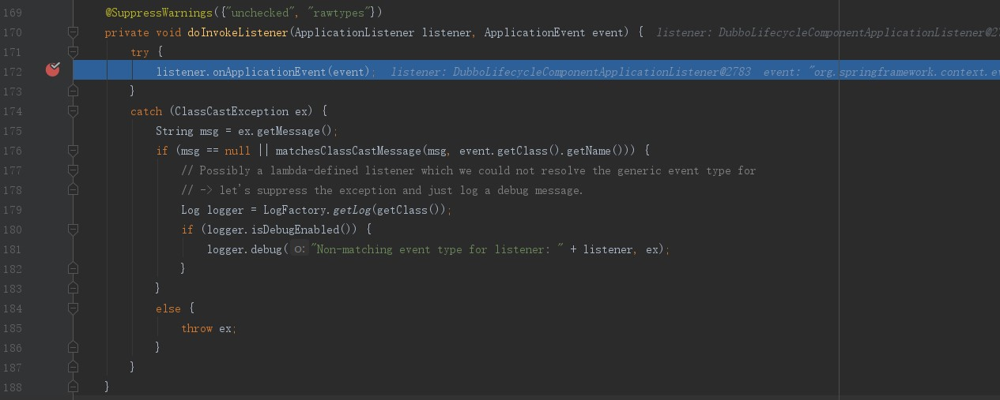 169 @SuppressWarnings({"unchecked", "rawtypes"})
170 private void doInvokeListener(ApplicationListener listener, ApplicationEvent event) { listener: DubboLifecycleComponentApplicationListener@27
171 try {
172 listener.onApplicationEvent(event); listener: DubboLifecycleComponentApplicationListener@2783 event: "org.springframework.context.ev
173 }
174 catch (ClassCastException ex) {
175 String msg = ex.getMessage();
176 if (msg == null || matchesClassCastMessage(msg, event.getClass().getName())) {
177 // Possibly a lambda-defined listener which we could not resolve the generic event type for
178 // -> let's suppress the exception and just log a debug message.
179 Log logger = LogFactory.getLog(getClass());
180 if (logger.isDebugEnabled()) {
181 logger.debug( o: "Non-matching event type for listener: " + listener, ex);
182 }
183 }
184 else {
185 throw ex;
186 }
187 }
188 }